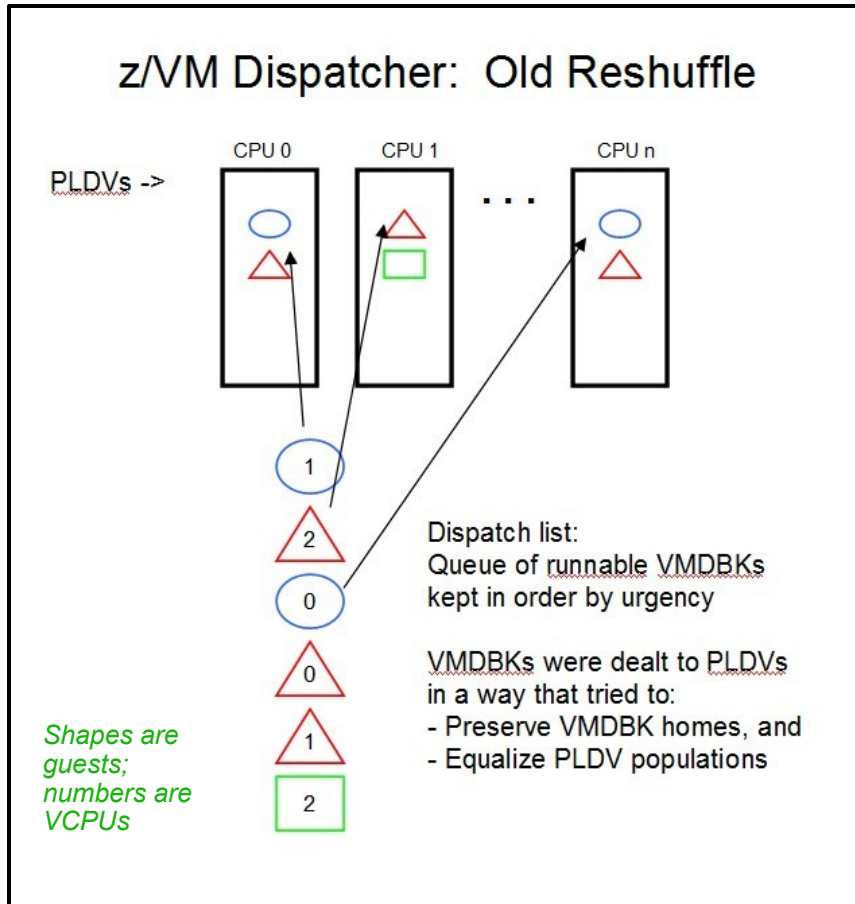 z/VM Dispatcher: Old Reshuffle
CPU 0
CPU 1
CPU n
PLDVs ->
. . .
1
2
0
0
1
2
Dispatch list:
Queue of runnable VMDBKs
kept in order by urgency
VMDBKs were dealt to PLDVs
in a way that tried to:
- Preserve VMDBK homes, and
- Equalize PLDV populations
Shapes are
guests;
numbers are
VCPUs